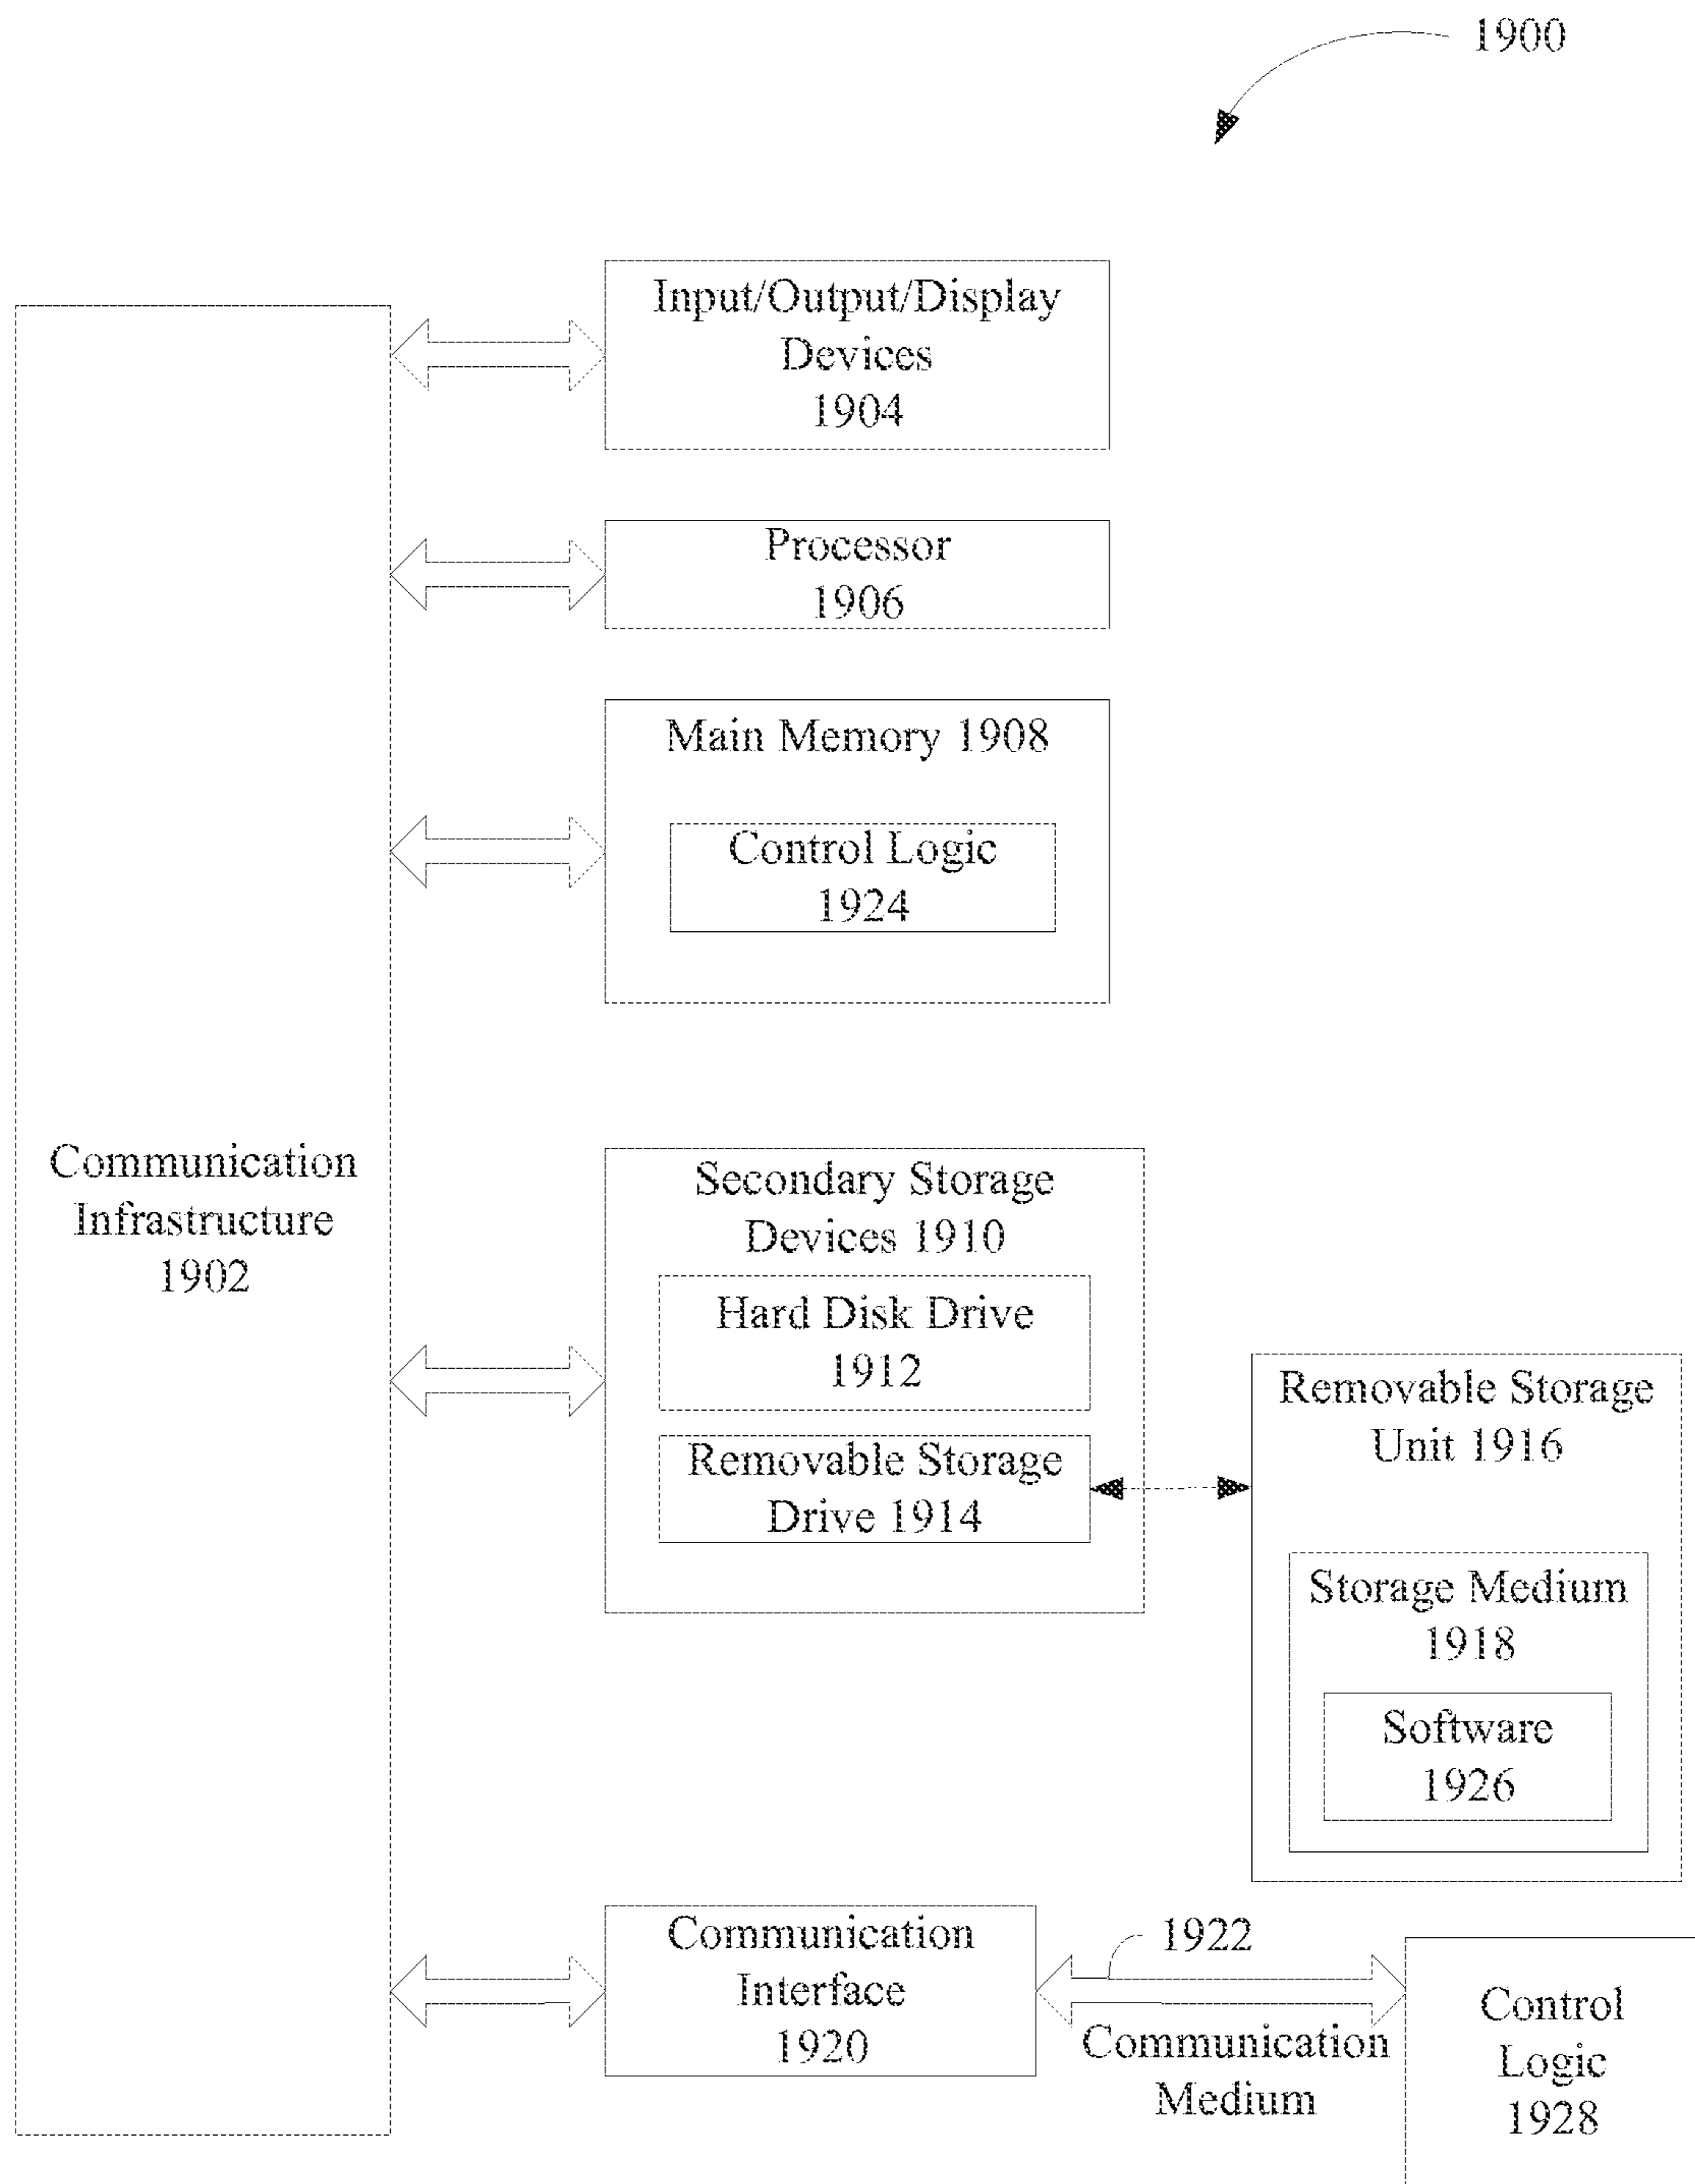 1900
Input/Output/Display
Devices
1904
Processor
1906
Main Memory 1908
Control Logic
1924
Communication
Infrastructure
1902
Secondary Storage
Devices 1910
Hard Disk Drive
1912
Removable Storage
Drive 1914
Removable Storage
Unit 1916
Storage Medium
1918
Software
1926
Communication
Interface
1920
1922
Communication
Medium
Control
Logic
1928